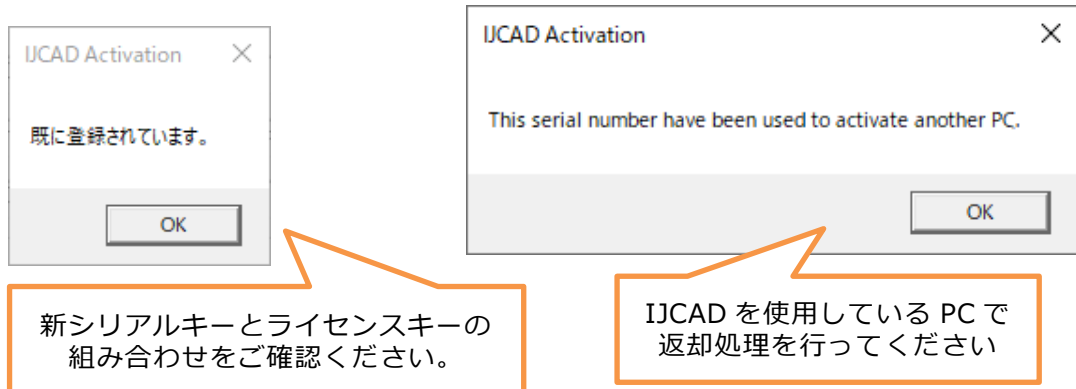 IJCAD Activation
既に登録されています。
OK
新シリアルキーとライセンスキーの
組み合わせをご確認ください。
IJCAD Activation
This serial number have been used to activate another PC.
OK
IJCAD を使用している PC で
返却処理を行ってください